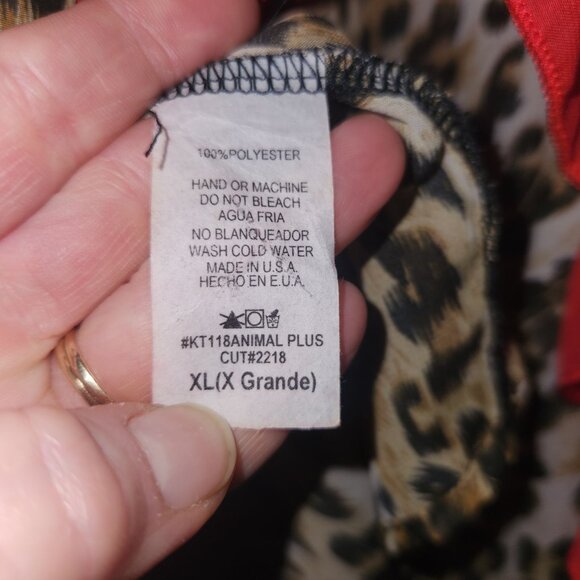 100%POLYESTER
HAND OR MACHINE
DO NOT BLEACH
AGUA FRIA
NO BLANQUEADOR
WASH COLD WATER
MADE IN U.S.A.
HECHO EN E.U.A.
#KT118ANIMAL PLUS
CUT#2218
XL(X Grande)